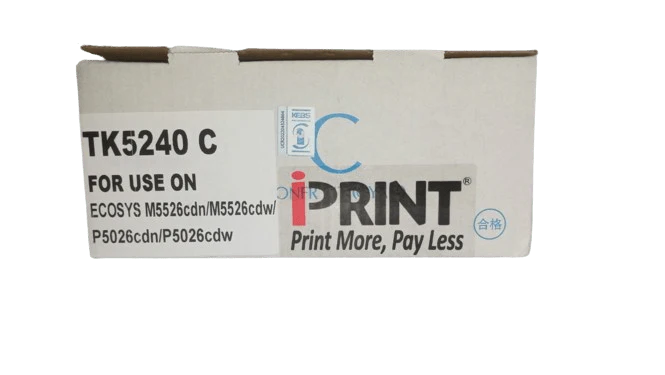 TK5240 C
FOR USE ON
ECOSYS M5526cdn/M5526cdw/
P5026cdn/P5026cdw
C
iPRINT®
Print More, Pay Less
合格